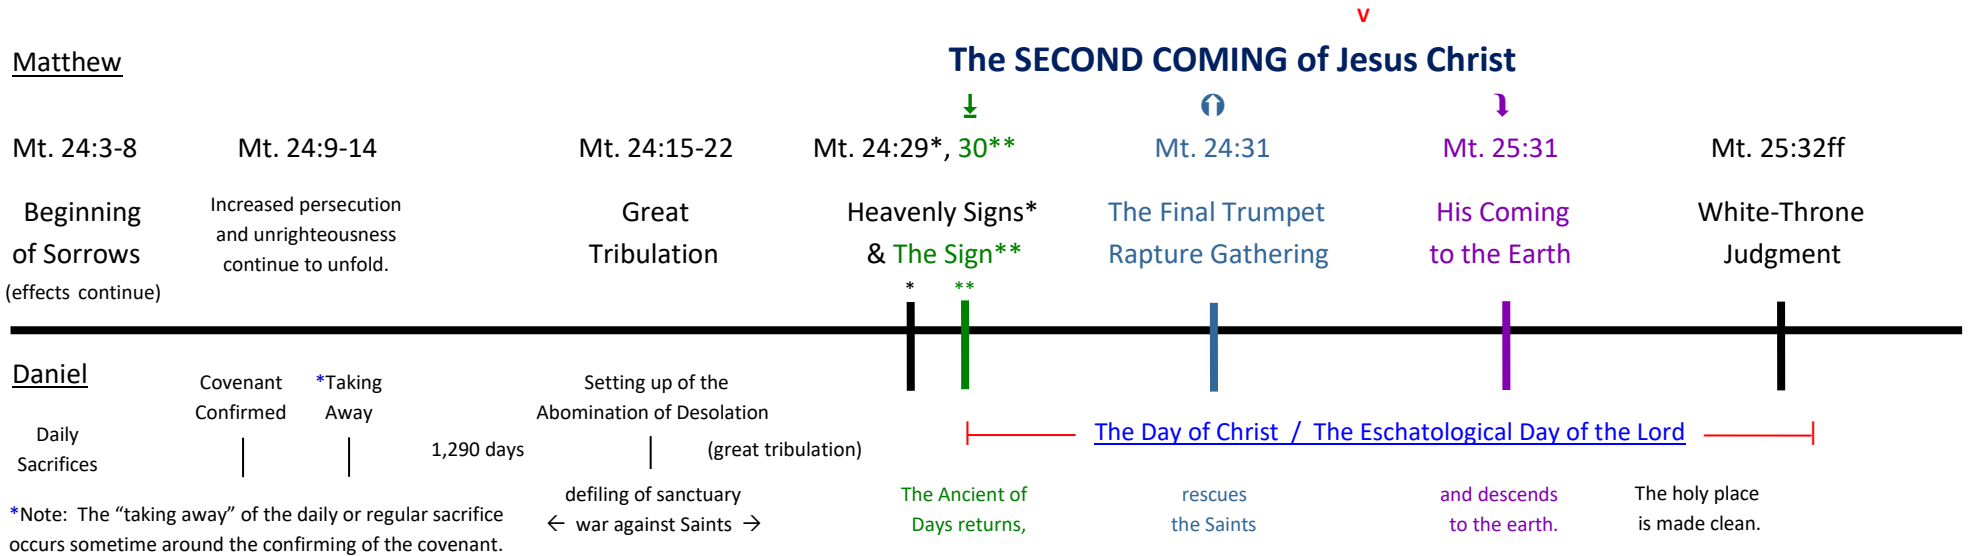 v
The SECOND COMING of Jesus Christ
Matthew
Mt. 24:3-8
Mt. 24:9-14
Mt. 24:15-22
Mt. 24:29*, 30**
Mt. 24:31
Mt. 25:31
Mt. 25:32ff
Beginning
of Sorrows
(effects continue)
Increased persecution
and unrighteousness
continue to unfold.
Great
Tribulation
Heavenly Signs*
& The Sign**
* **
The Final Trumpet
Rapture Gathering
His Coming
to the Earth
White-Throne
Judgment
Daniel
Daily
Sacrifices
Covenant
Confirmed
*Taking
Away
1,290 days
Setting up of the
Abomination of Desolation
(great tribulation)
The Day of Christ / The Eschatological Day of the Lord
defiling of sanctuary
← war against Saints →
The Ancient of
Days returns,
rescues
the Saints
and descends
to the earth.
The holy place
is made clean.
*Note: The “taking away” of the daily or regular sacrifice
occurs sometime around the confirming of the covenant.